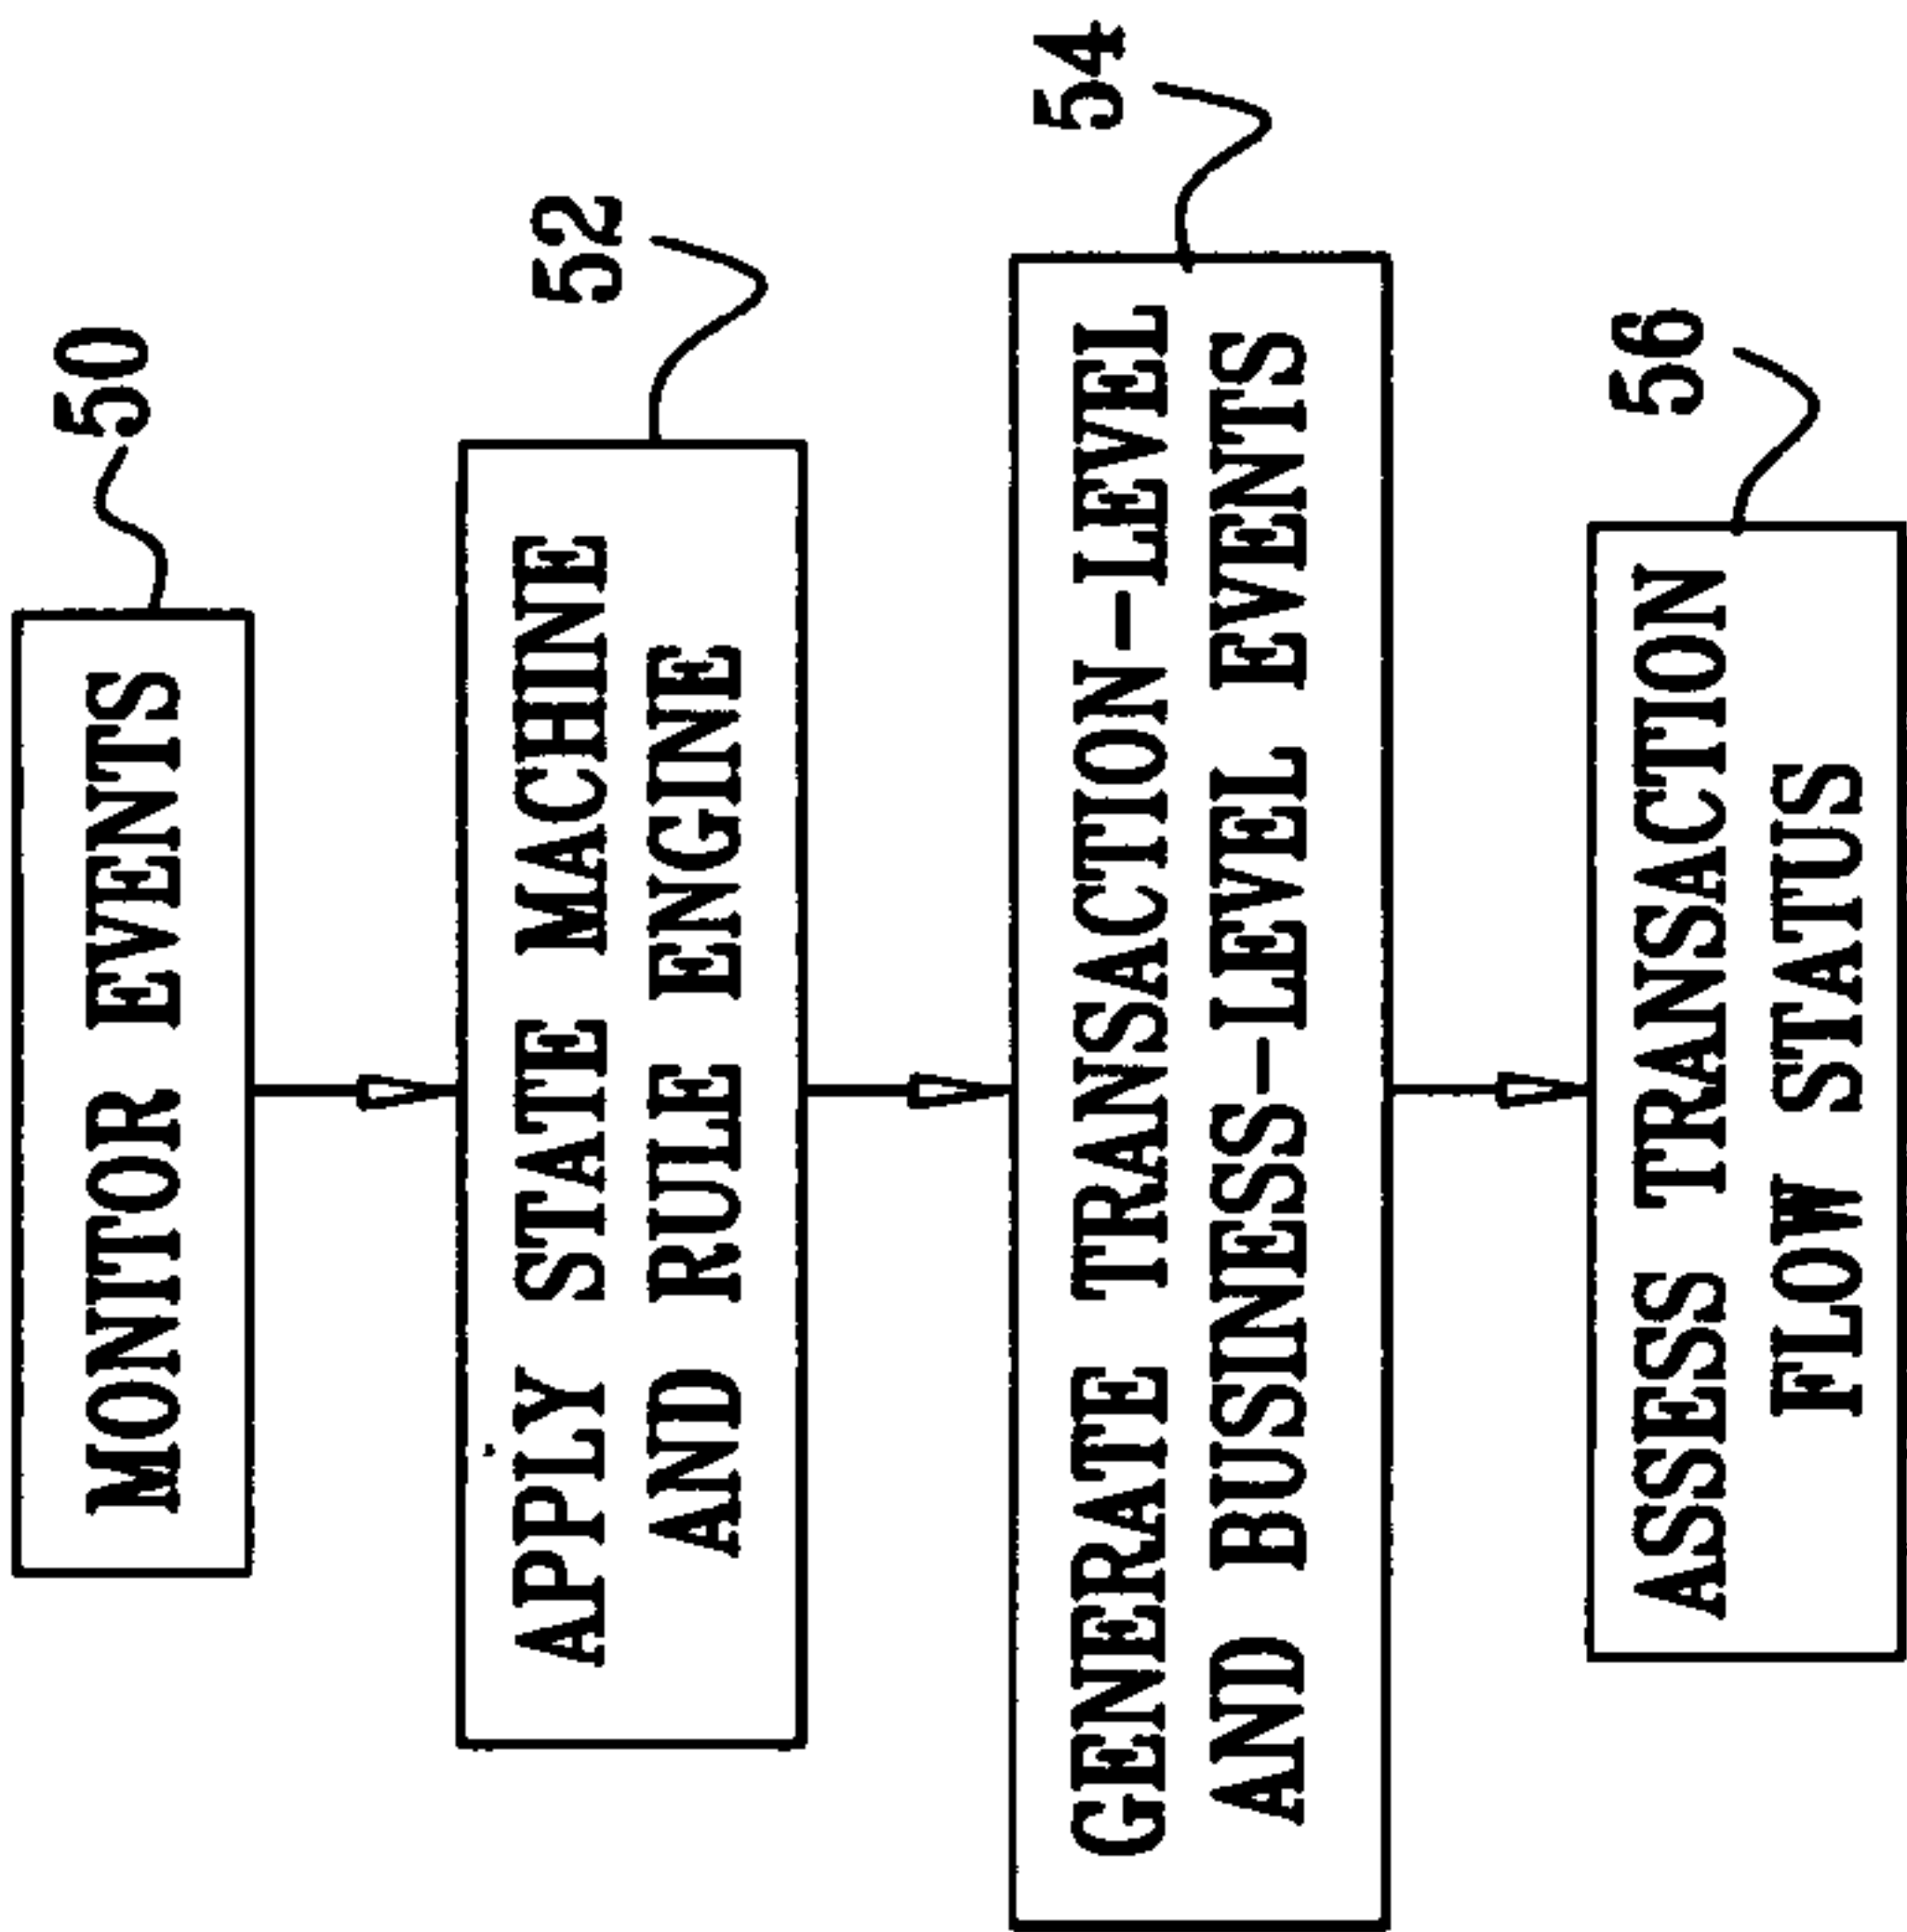 50
MONITOR EVENTS
52
APPLY STATE MACHINE
AND RULE ENGINE
54
GENERATE TRANSACTION-LEVEL
AND BUSINESS-LEVEL EVENTS
56
ASSESS TRANSACTION
FLOW STATUS